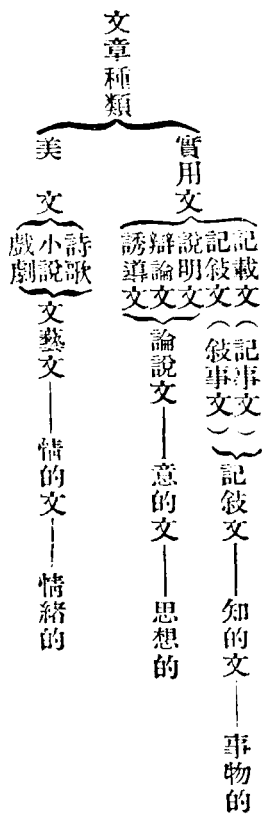 文章種類
實用文
記載文（記事文）
記敍文（敍事文）
記敍文——知的文——事物的
說明文
辯論文
誘導文
論說文——意的文——思想的
美文
詩歌
小說
戲劇
文藝文——情的文——情緒的